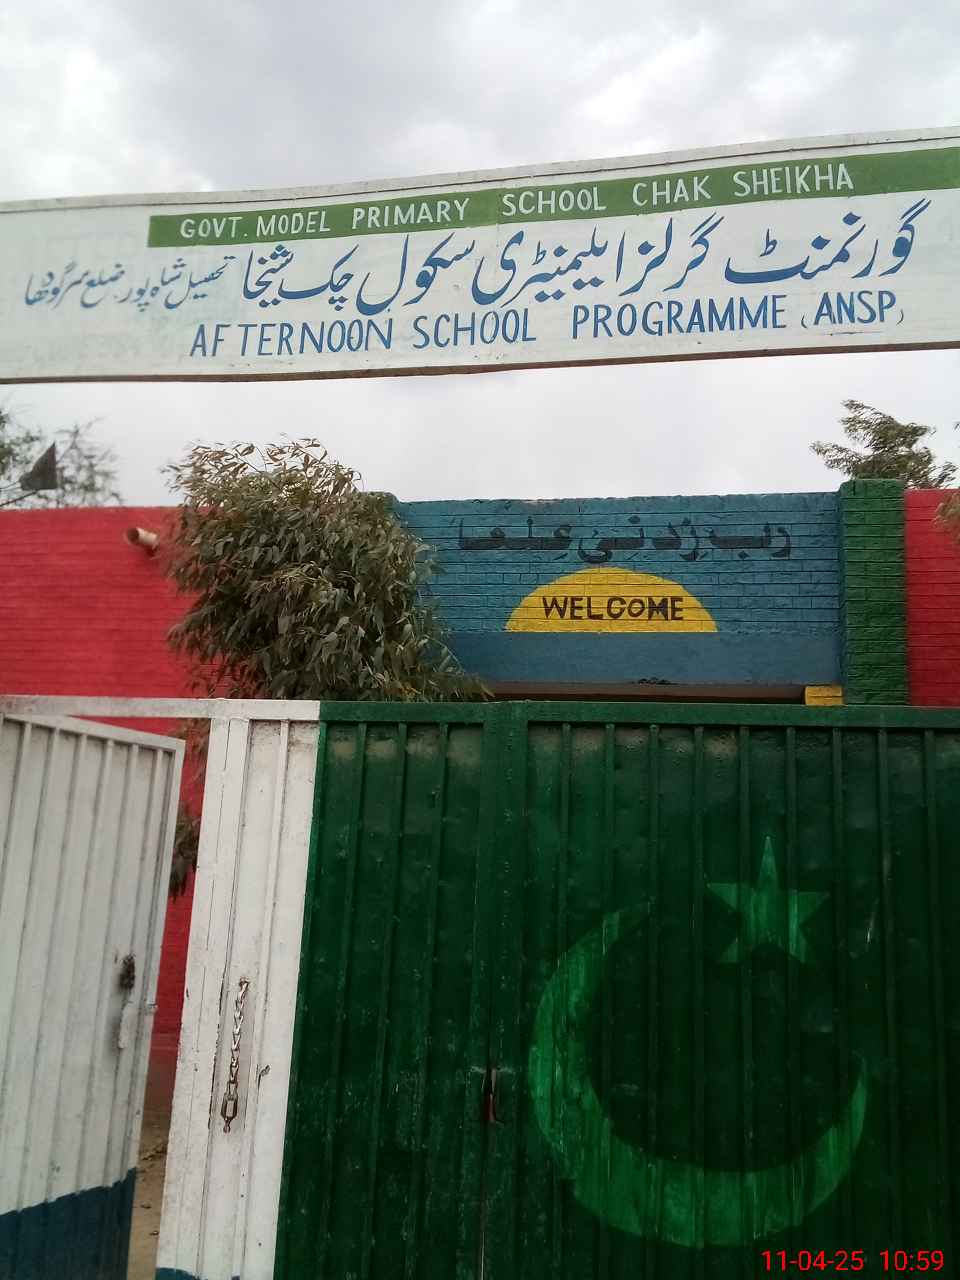 GOVT. MODEL PRIMARY SCHOOL CHAK SHEIKHA
گورنمنٹ گرلز ایلیمنٹری سکول چک شیخا تحصیل شاہ پور ضلع سرگودھا
AFTERNOON SCHOOL PROGRAMME (ANSP)
رب زدنی علما
WELCOME
11-04-25 10:59